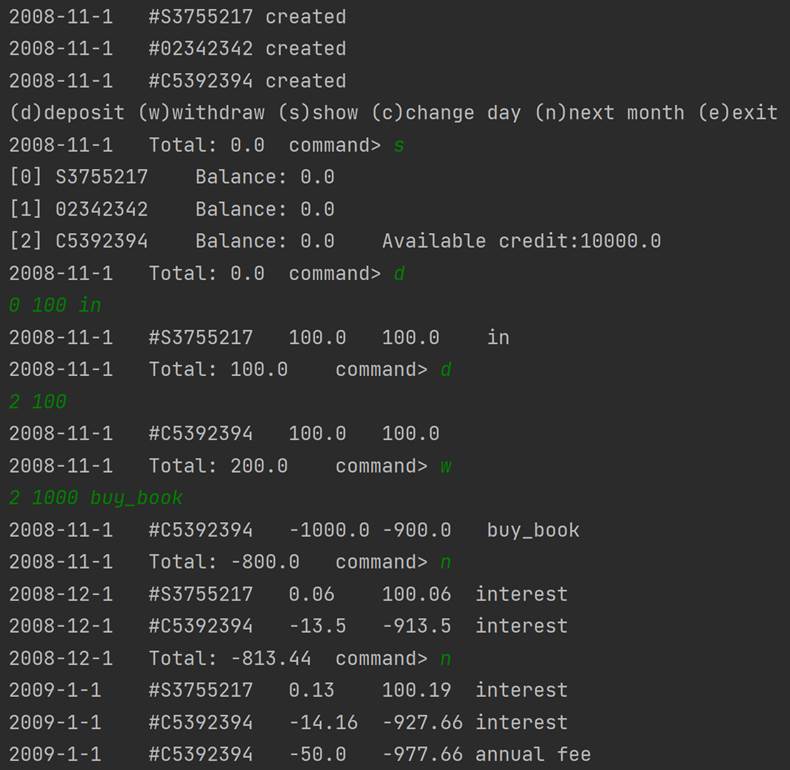 2008-11-1 #S3755217 created
2008-11-1 #02342342 created
2008-11-1 #C5392394 created
(d)deposit (w)withdraw (s)show (c)change day (n)next month (e)exit
2008-11-1 Total: 0.0 command> s
[0] S3755217 Balance: 0.0
[1] 02342342 Balance: 0.0
[2] C5392394 Balance: 0.0 Available credit:10000.0
2008-11-1 Total: 0.0 command> d
0 100 in
2008-11-1 #S3755217 100.0 100.0 in
2008-11-1 Total: 100.0 command> d
2 100
2008-11-1 #C5392394 100.0 100.0
2008-11-1 Total: 200.0 command> w
2 1000 buy_book
2008-11-1 #C5392394 -1000.0 -900.0 buy_book
2008-11-1 Total: -800.0 command> n
2008-12-1 #S3755217 0.06 100.06 interest
2008-12-1 #C5392394 -13.5 -913.5 interest
2008-12-1 Total: -813.44 command> n
2009-1-1 #S3755217 0.13 100.19 interest
2009-1-1 #C5392394 -14.16 -927.66 interest
2009-1-1 #C5392394 -50.0 -977.66 annual fee